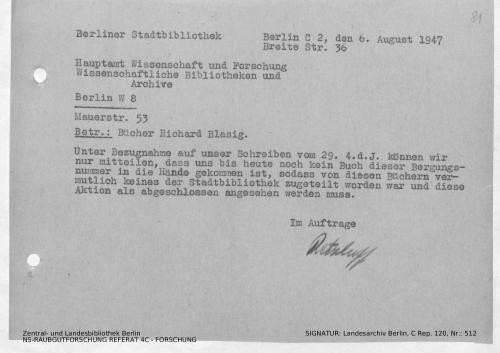 81
Berliner Stadtbibliothek
Berlin C 2, den 6. August 1947
Breite Str. 36
Hauptamt Wissenschaft und Forschung
Wissenschaftliche Bibliotheken und
Archive
Berlin W 8
Mauerstr. 53
Betr.: Bücher Richard Blasig.
Unter Bezugnahme auf unser Schreiben vom 29. 4.d.J. können wir
nur mitteilen, dass uns bis heute noch kein Buch dieser Bergungs-
nummer in die Hände gekommen ist, sodass von diesen Büchern ver-
mutlich keines der Stadtbibliothek zugeteilt worden war und diese
Aktion als abgeschlossen angesehen werden muss.
Im Auftrage
Zentral- und Landesbibliothek Berlin
NS-RAUBGUTFORSCHUNG REFERAT 4C - FORSCHUNG
SIGNATUR: Landesarchiv Berlin, C Rep. 120, Nr.: 512